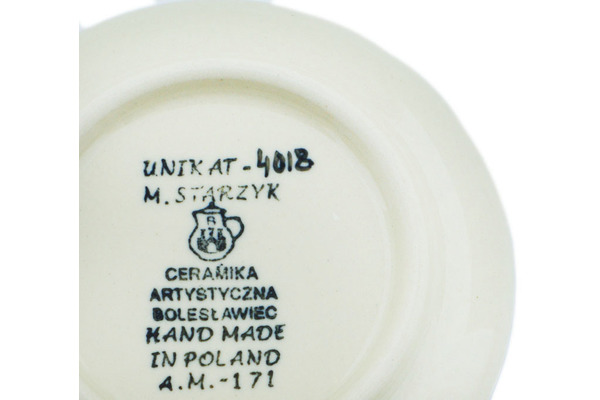 UNIKAT-4018
M. STARZYK
B
CERAMIKA
ARTYSTYCZNA
BOLESŁAWIEC
HAND MADE
IN POLAND
A.M.-171